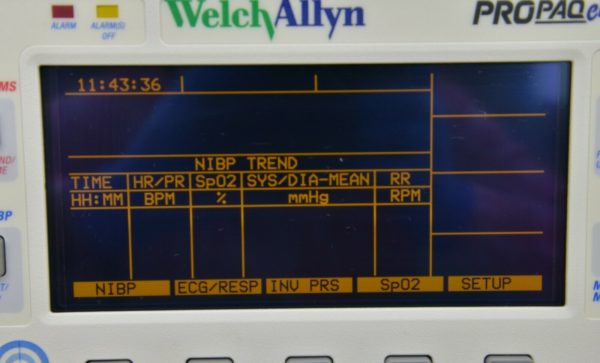 WelchAllyn
PROPAQ
ALARM
ALARM(S)
OFF
11:43:36
NIBP TREND
TIME HR/PR SpO2 SYS/DIA-MEAN RR
HH:MM BPM % mmHg RPM
NIBP ECG/RESP INV PRS SpO2 SETUP